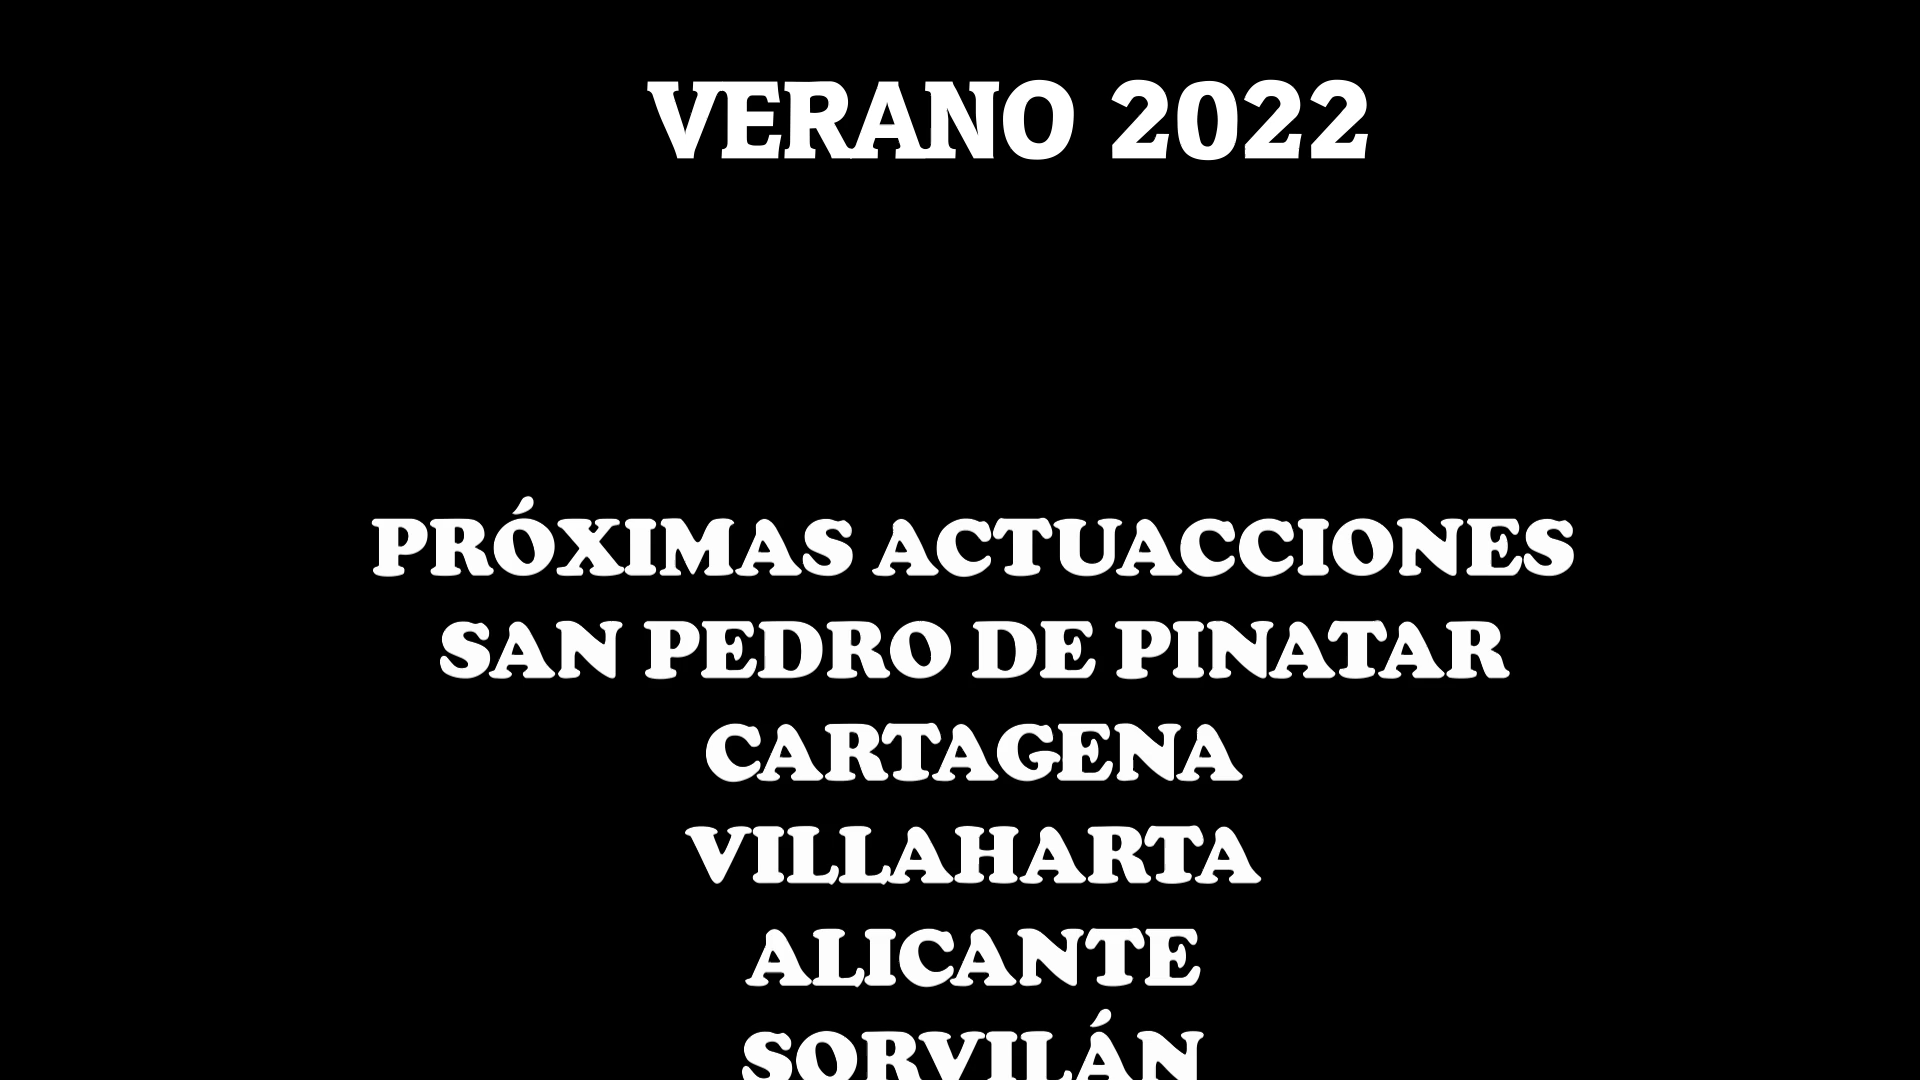 VERANO 2022
PRÓXIMAS ACTUACCIONES
SAN PEDRO DE PINATAR
CARTAGENA
VILLAHARTA
ALICANTE
SORVILÁN